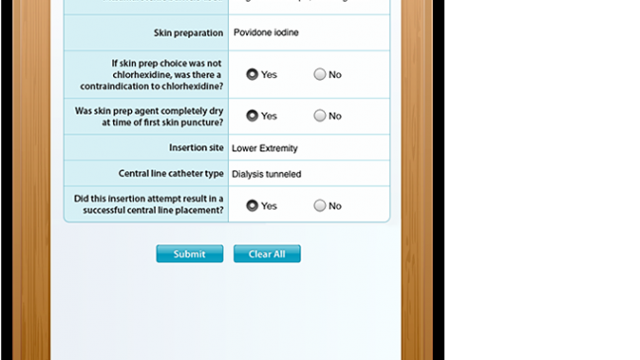 Skin preparation Povidone iodine
If skin prep choice was not
chlorhexidine, was there a
contraindication to chlorhexidine?
Yes No
Was skin prep agent completely dry
at time of first skin puncture?
Yes No
Insertion site Lower Extremity
Central line catheter type Dialysis tunneled
Did this insertion attempt result in a
successful central line placement?
Yes No
Submit Clear All